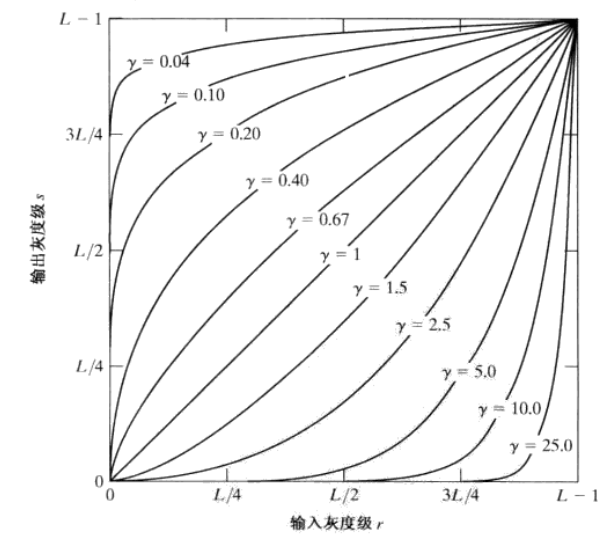 L − 1
γ = 0.04
γ = 0.10
3L/4
γ = 0.20
γ = 0.40
γ = 0.67
输出灰度级 s
L/2
γ = 1
γ = 1.5
γ = 2.5
L/4
γ = 5.0
γ = 10.0
γ = 25.0
0
0 L/4 L/2 3L/4 L − 1
输入灰度级 r